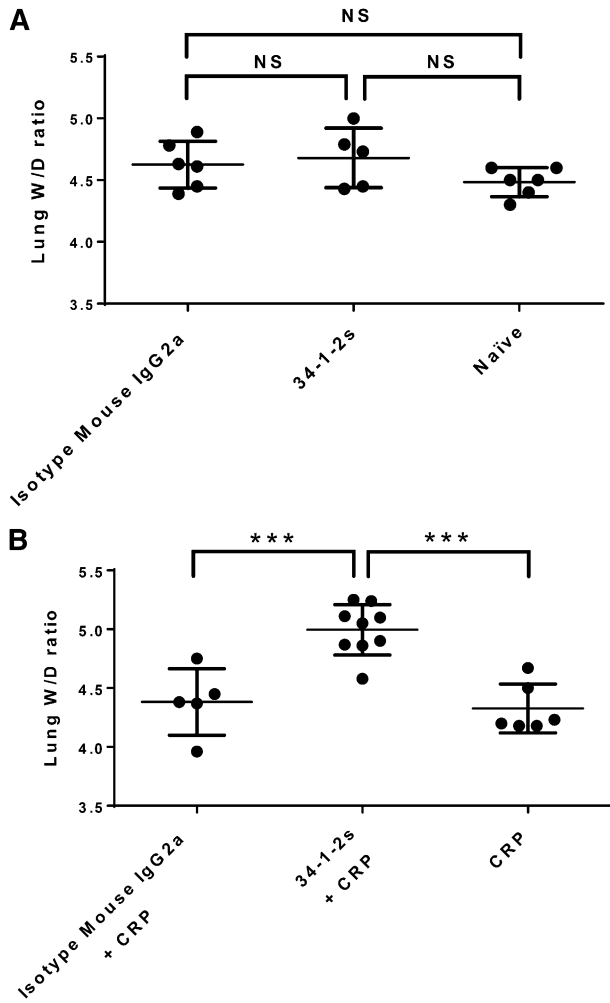 A
NS
NS
NS
5.5
5.0
4.5
4.0
3.5
Lung W/D ratio
Isotype Mouse IgG2a
34-1-2s
Naïve
B
***
***
5.5
5.0
4.5
4.0
3.5
Lung W/D ratio
Isotype Mouse IgG2a
+ CRP
34-1-2s
+ CRP
CRP